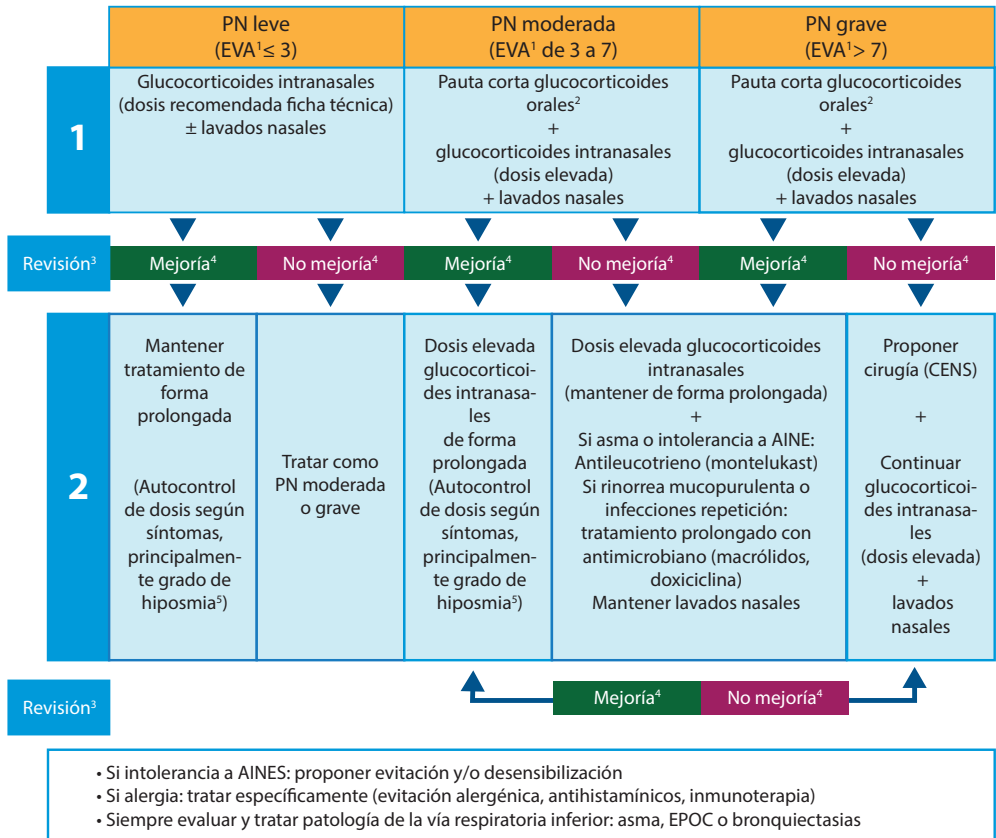 PN leve
(EVA¹≤ 3)
PN moderada
(EVA¹ de 3 a 7)
PN grave
(EVA¹> 7)
1
Glucocorticoides intranasales
(dosis recomendada ficha técnica)
± lavados nasales
Pauta corta glucocorticoides
orales²
+
glucocorticoides intranasales
(dosis elevada)
+ lavados nasales
Pauta corta glucocorticoides
orales²
+
glucocorticoides intranasales
(dosis elevada)
+ lavados nasales
Revisión³
Mejoría⁴
No mejoría⁴
Mejoría⁴
No mejoría⁴
Mejoría⁴
No mejoría⁴
2
Mantener
tratamiento de
forma
prolongada
(Autocontrol
de dosis según
síntomas,
principalmen-
te grado de
hiposmia⁵)
Tratar como
PN moderada
o grave
Dosis elevada
glucocorticoi-
des intranasa-
les
de forma
prolongada
(Autocontrol
de dosis según
síntomas,
principalmen-
te grado de
hiposmia⁵)
Dosis elevada glucocorticoides
intranasales
(mantener de forma prolongada)
+
Si asma o intolerancia a AINE:
Antileucotrieno (montelukast)
Si rinorrea mucopurulenta o
infecciones repetición:
tratamiento prolongado con
antimicrobiano (macrólidos,
doxiciclina)
Mantener lavados nasales
Proponer
cirugía (CENS)
+
Continuar
glucocorticoi-
des intranasa-
les
(dosis elevada)
+
lavados
nasales
Revisión³
Mejoría⁴
No mejoría⁴
• Si intolerancia a AINES: proponer evitación y/o desensibilización
• Si alergia: tratar específicamente (evitación alergénica, antihistamínicos, inmunoterapia)
• Siempre evaluar y tratar patología de la vía respiratoria inferior: asma, EPOC o bronquiectasias